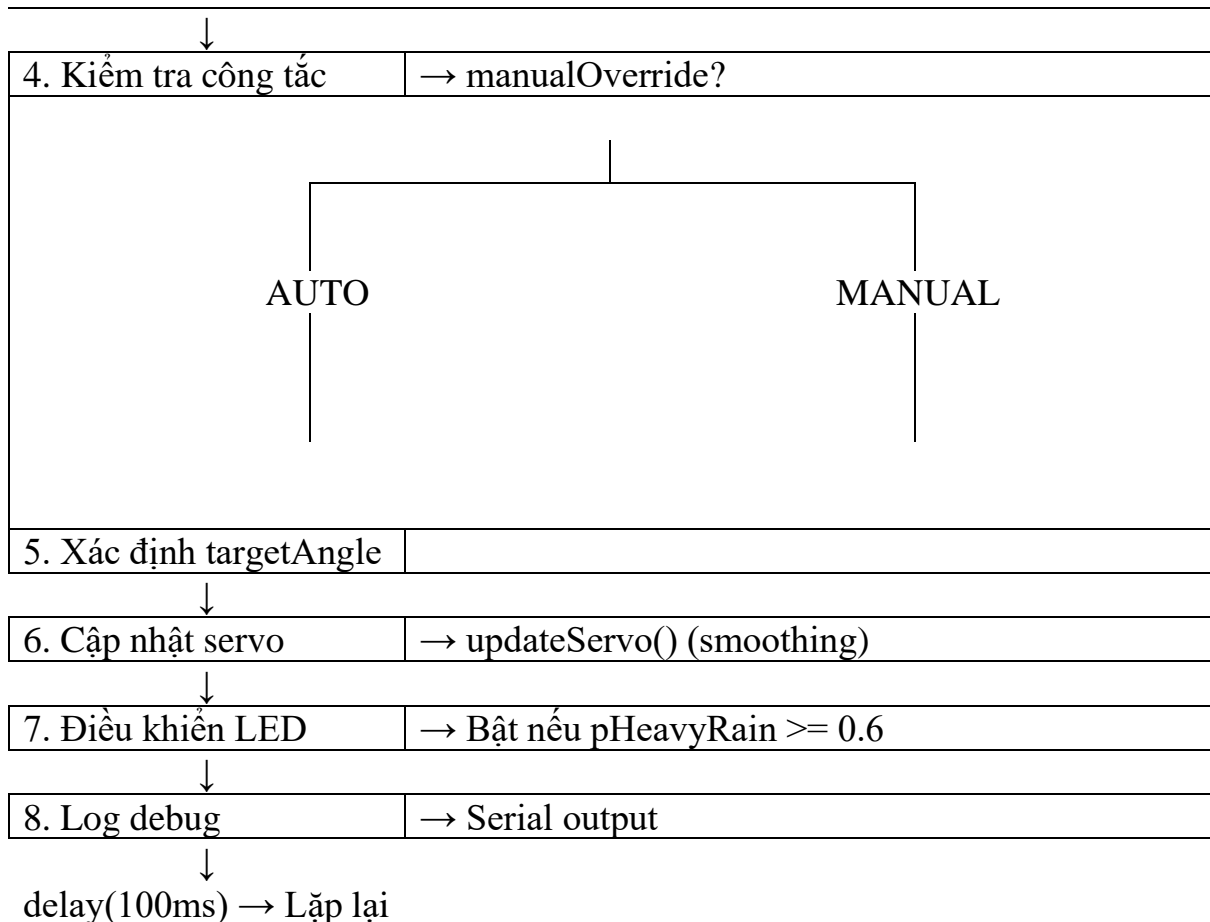 ↓
4. Kiểm tra công tắc → manualOverride?
AUTO MANUAL
5. Xác định targetAngle
↓
6. Cập nhật servo → updateServo() (smoothing)
↓
7. Điều khiển LED → Bật nếu pHeavyRain >= 0.6
↓
8. Log debug → Serial output
↓
delay(100ms) → Lặp lại